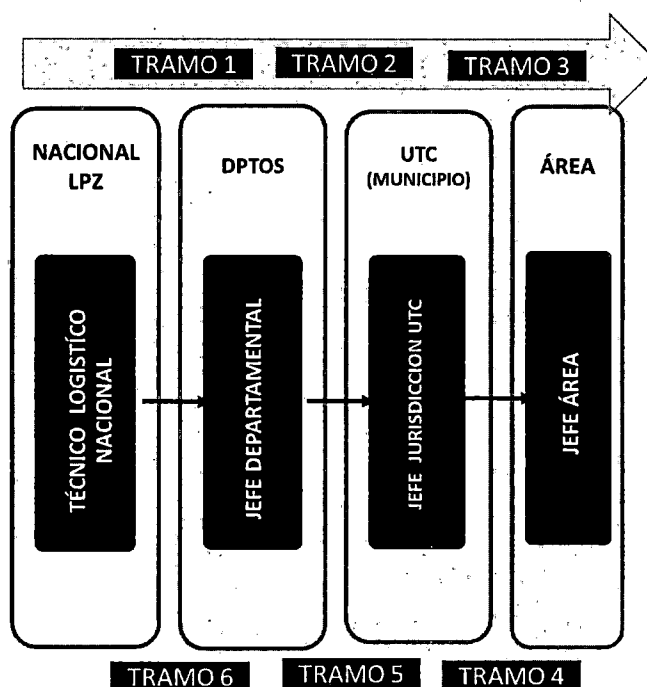 TRAMO 1
TRAMO 2
TRAMO 3
NACIONAL
LPZ
DPTOS
UTC
(MUNICIPIO)
ÁREA
TÉCNICO LOGISTÍCO
NACIONAL
JEFE DEPARTAMENTAL
JEFE JURISDICCION UTC
JEFE ÁREA
TRAMO 6
TRAMO 5
TRAMO 4